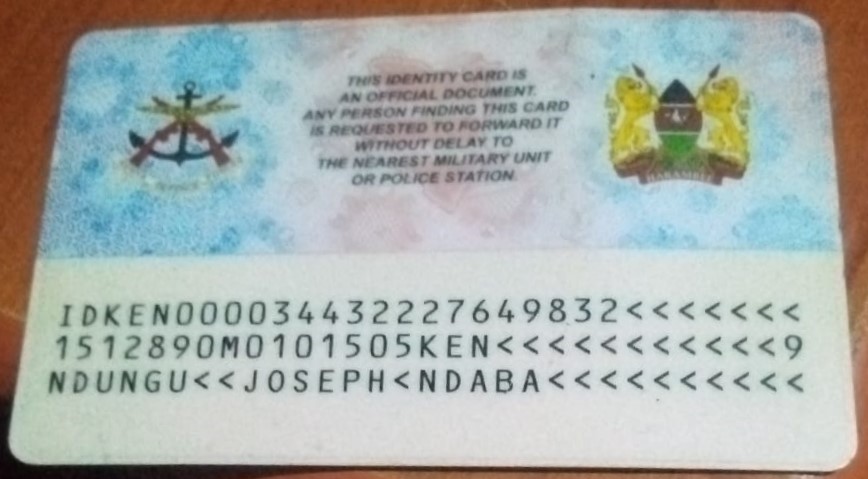 THIS IDENTITY CARD IS
AN OFFICIAL DOCUMENT.
ANY PERSON FINDING THIS CARD
IS REQUESTED TO FORWARD IT
WITHOUT DELAY TO
THE NEAREST MILITARY UNIT
OR POLICE STATION.
HARAMBEE
IDKEN0000344322227649832<<<<<<<
1512890M0101505KEN<<<<<<<<<<<<9
NDUNGU<<JOSEPH<NDABA<<<<<<<<<<<